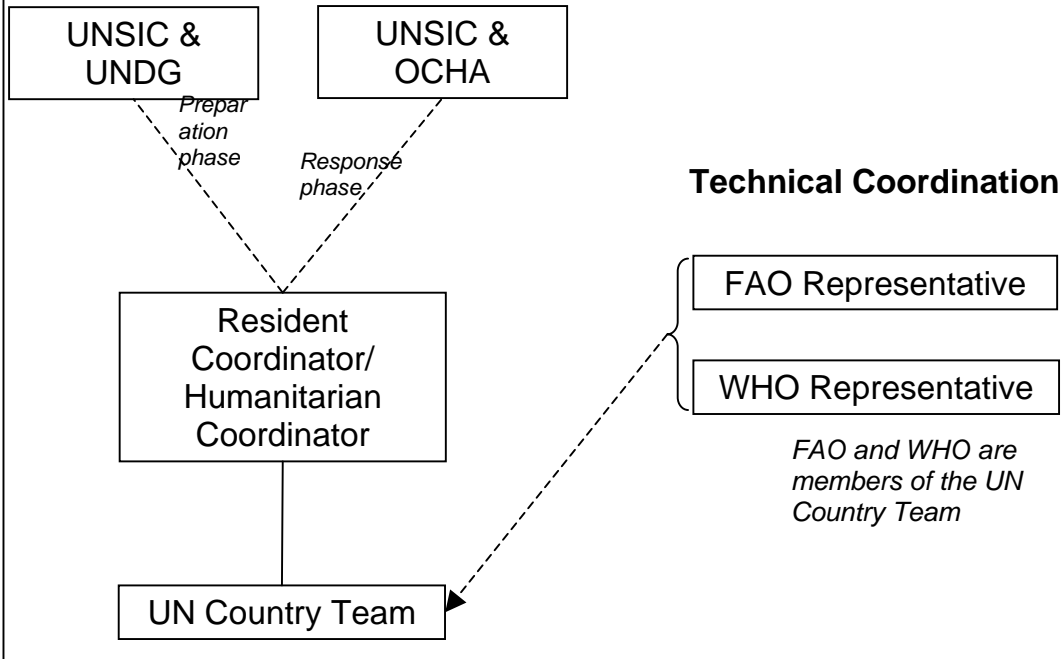 UNSIC &
UNDG
UNSIC &
OCHA
Prepar
ation
phase
Response
phase
Technical Coordination
FAO Representative
Resident
Coordinator/
Humanitarian
Coordinator
WHO Representative
FAO and WHO are
members of the UN
Country Team
UN Country Team